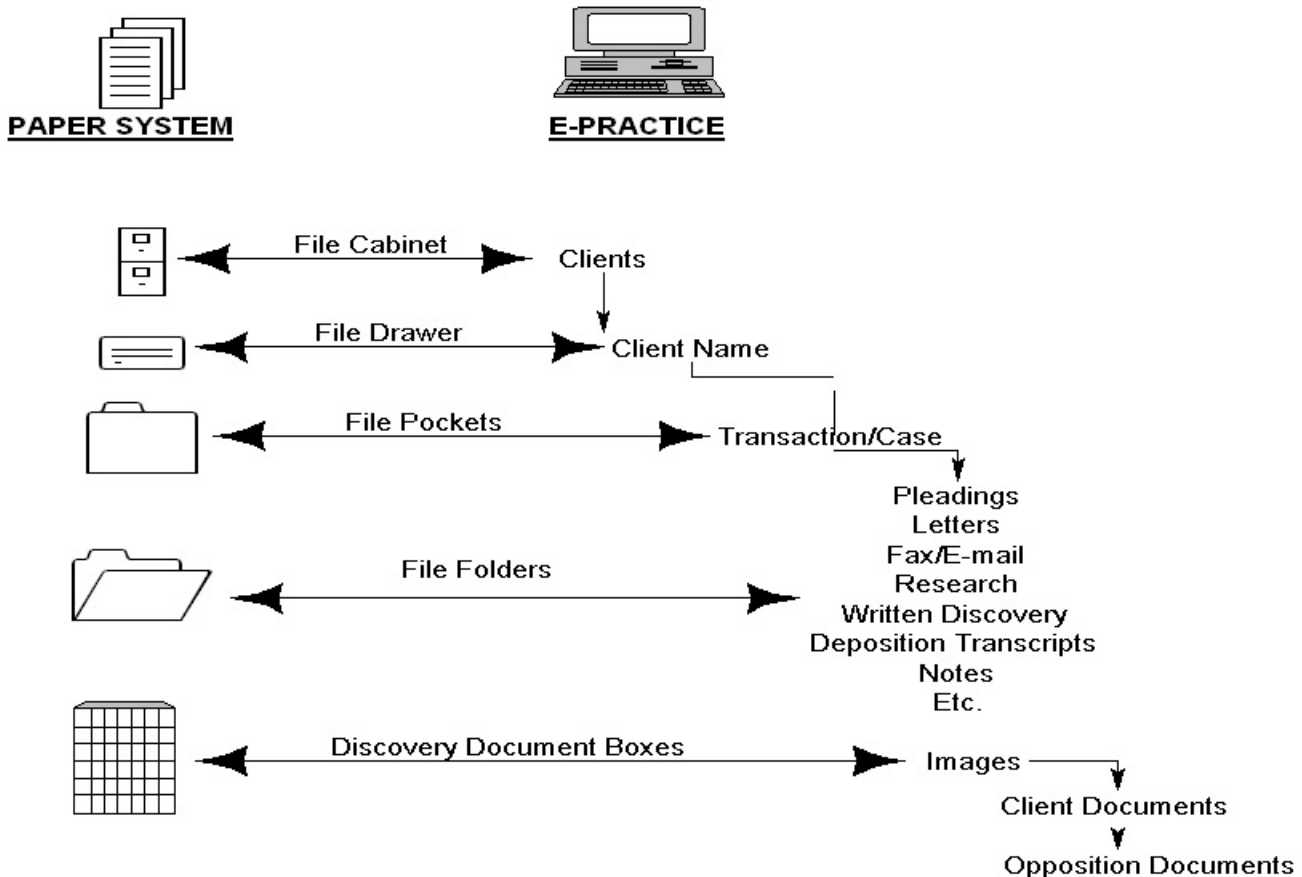 PAPER SYSTEM
E-PRACTICE
File Cabinet
Clients
File Drawer
Client Name
File Pockets
Transaction/Case
Pleadings
Letters
Fax/E-mail
Research
File Folders
Written Discovery
Deposition Transcripts
Notes
Etc.
Discovery Document Boxes
Images
Client Documents
Opposition Documents